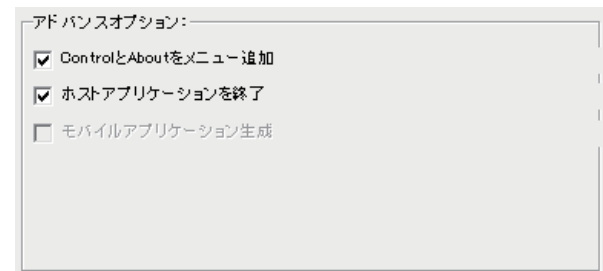 アドバンスオプション:
ControlとAboutをメニュー追加
ホストアプリケーションを終了
モバイルアプリケーション生成